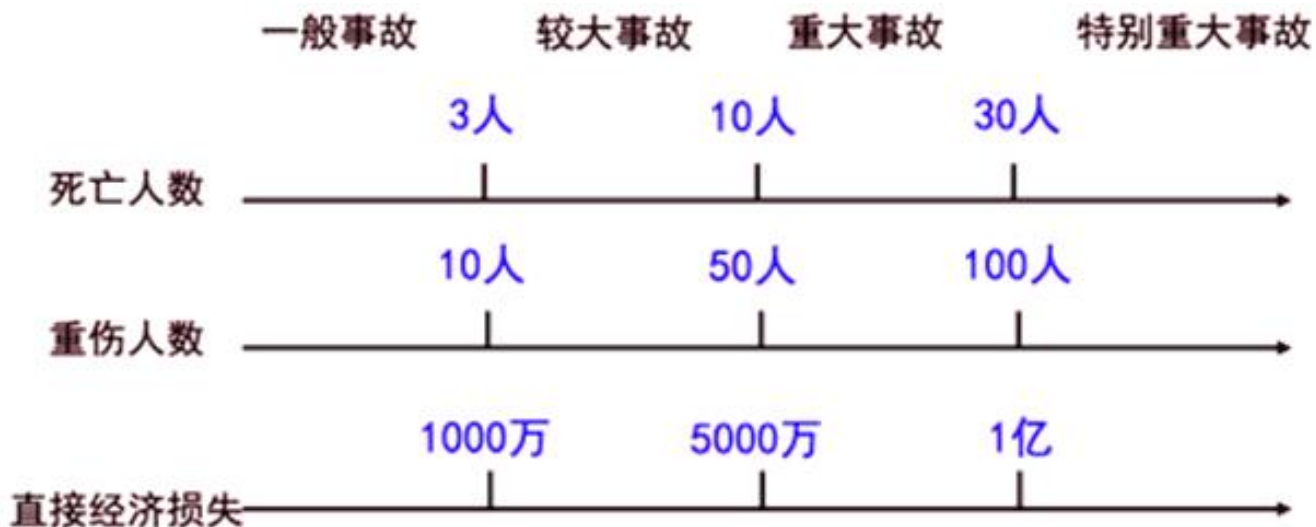 一般事故 较大事故 重大事故 特别重大事故
3人 10人 30人
死亡人数
10人 50人 100人
重伤人数
1000万 5000万 1亿
直接经济损失